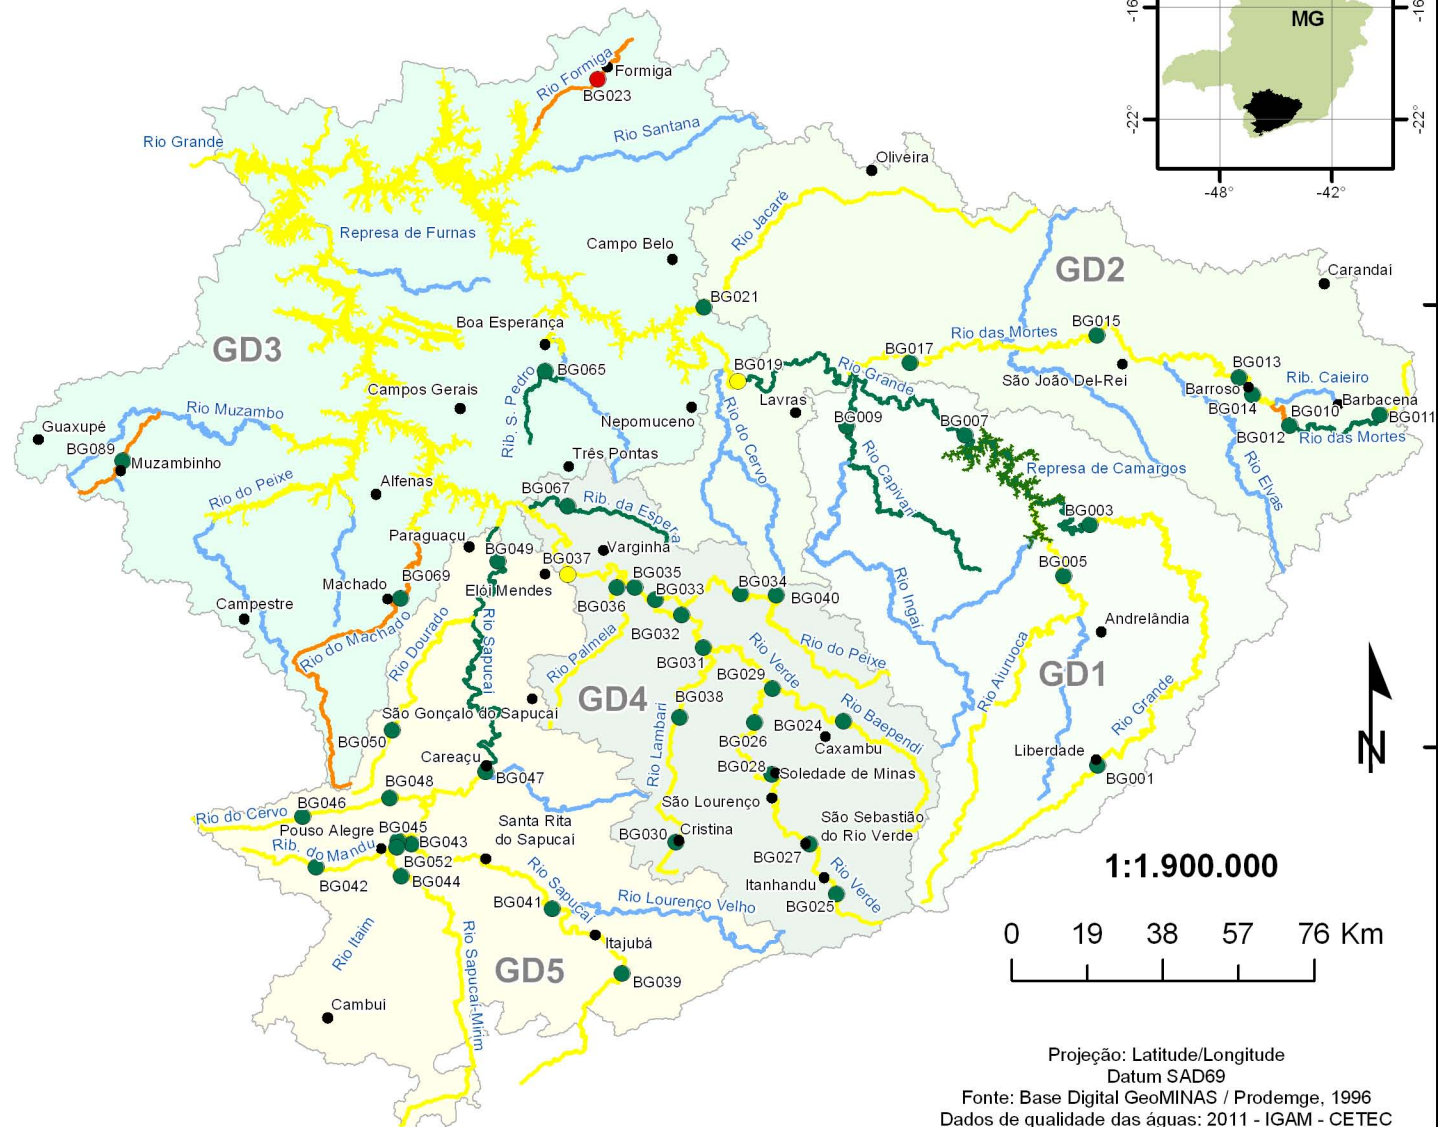 -16
MG
-16
-22°
-22°
-48°
-42°
Rio Formiga
Formiga
BG023
Rio Santana
Rio Grande
Oliveira
Rio Jacaré
Represa de Furnas
Campo Belo
GD2
Carandaí
BG021
Boa Esperança
BG015
Rio das Mortes
GD3
BG017
BG019
BG013
BG065
Rio Grande
São João Del-Rei
Rib. Caieiro
Campos Gerais
Rib. S. Pedro
Lavras
Barroso
Barbacena
BG014
BG010
BG011
Rio Muzambo
Nepomuceno
Rio do Cervo
BG009
BG007
BG012
Rio das Mortes
Guaxupé
BG089
Muzambinho
Três Pontas
Rio Capivari
Represa de Camargos
Rio Elvas
Rio do Peixe
Alfenas
BG067
Rib. da Espera
BG003
Paraguaçu
BG049
BG037
Varginha
BG005
Machado
BG069
Elói Mendes
BG035
BG033
BG034
BG036
BG040
Rio Ingaí
Campestre
Rio do Machado
Rio Dourado
Rio Sapucaí
Rio Palmela
BG032
BG031
Rio Verde
Rio do Peixe
Andrelândia
Rio Aiuruoca
GD1
BG029
GD4
BG038
São Gonçalo do Sapucaí
BG024
Rio Baependi
Rio Grande
BG050
Rio Lambari
BG026
Caxambu
Careaçu
Liberdade
BG047
BG028
Soledade de Minas
BG001
BG048
BG046
São Lourenço
Rio do Cervo
São Sebastião
do Rio Verde
Santa Rita
do Sapucaí
Pouso Alegre
BG045
BG043
BG030
Cristina
Rib. do Mandu
BG052
BG027
BG042
BG044
Itanhandu
Rio Verde
BG025
1:1.900.000
Rio Sapucaí
BG041
Rio Lourenço Velho
Rio Itaim
Rio Sapucaí-Mirim
Itajubá
GD5
BG039
Cambuí
N
0 19 38 57 76 Km
Projeção: Latitude/Longitude
Datum SAD69
Fonte: Base Digital GeoMINAS / Prodemge, 1996
Dados de qualidade das águas: 2011 - IGAM - CETEC